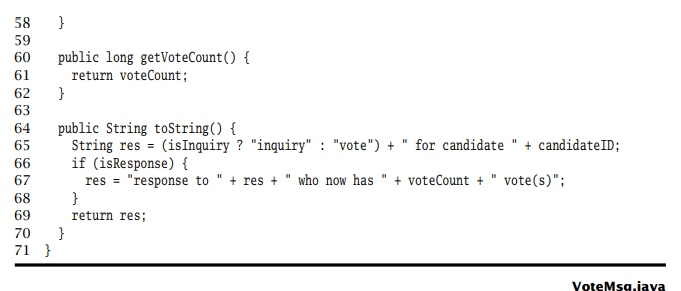 58 }
59
60 public long getVoteCount() {
61 return voteCount;
62 }
63
64 public String toString() {
65 String res = (isInquiry ? "inquiry" : "vote") + " for candidate " + candidateID;
66 if (isResponse) {
67 res = "response to " + res + " who now has " + voteCount + " vote(s)";
68 }
69 return res;
70 }
71 }
VoteMsg.java